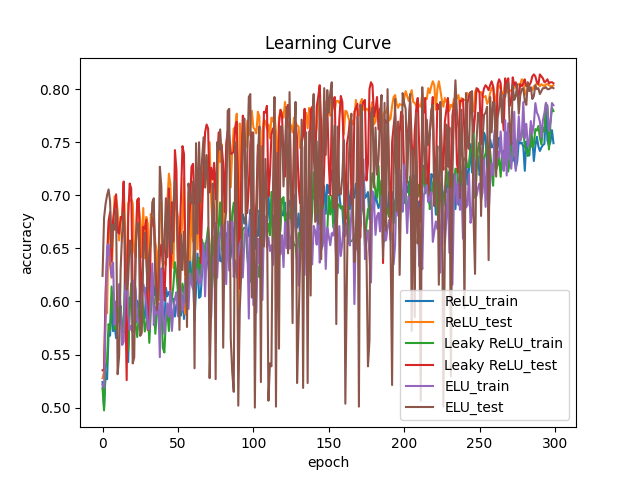 Learning Curve
accuracy
0.80
0.75
0.70
0.65
0.60
0.55
0.50
0
50
100
150
200
250
300
epoch
ReLU_train
ReLU_test
Leaky ReLU_train
Leaky ReLU_test
ELU_train
ELU_test